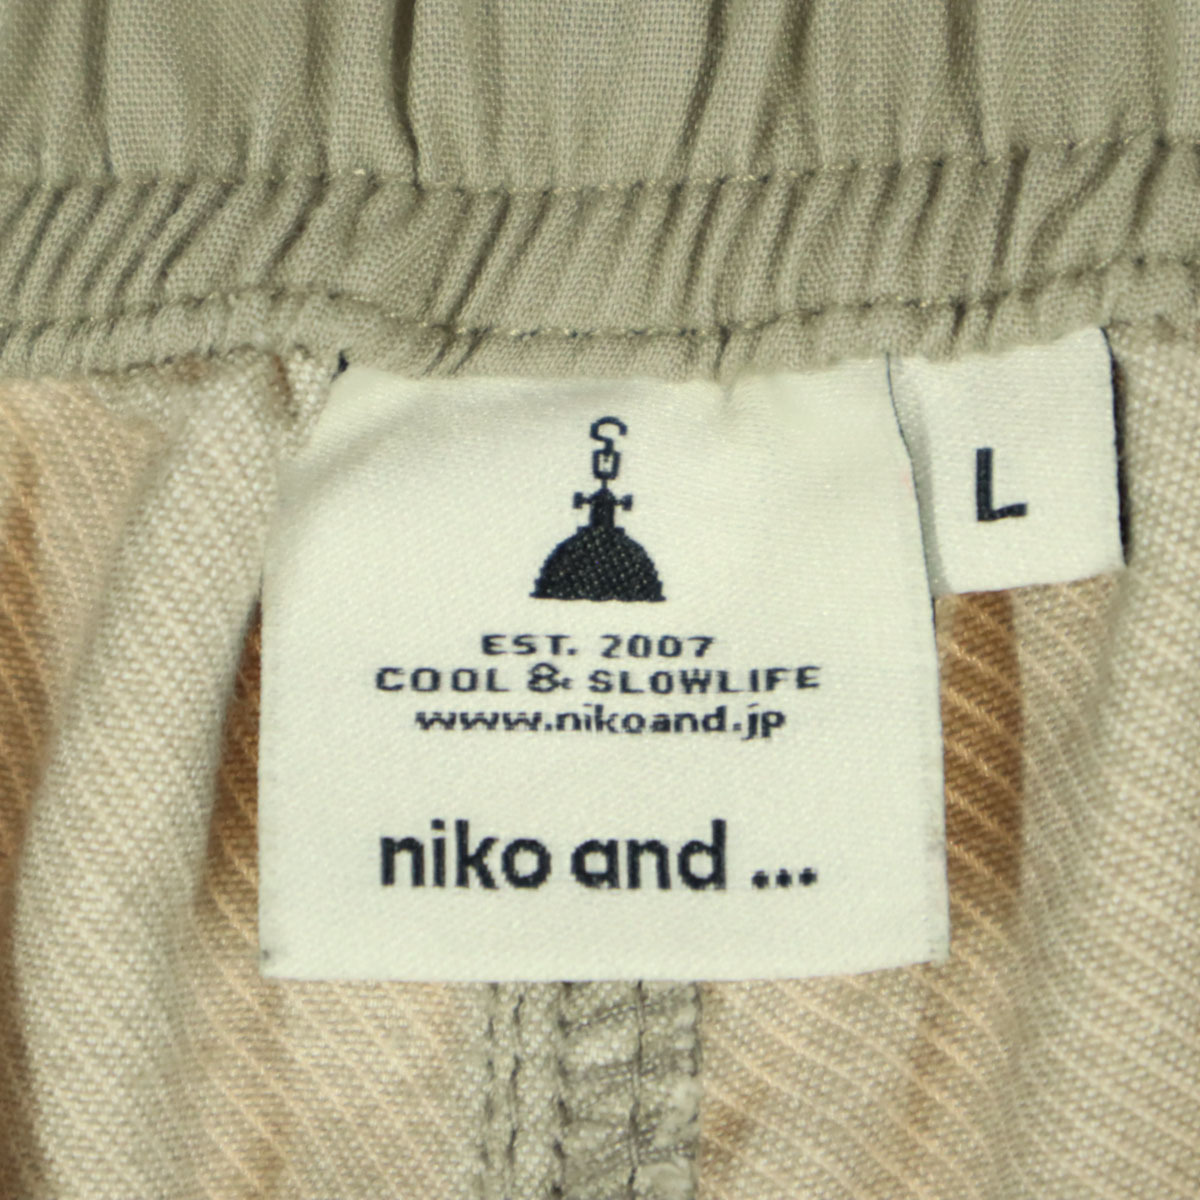 L
EST. 2007
COOL & SLOWLIFE
www.nikoand.jp
niko and ...